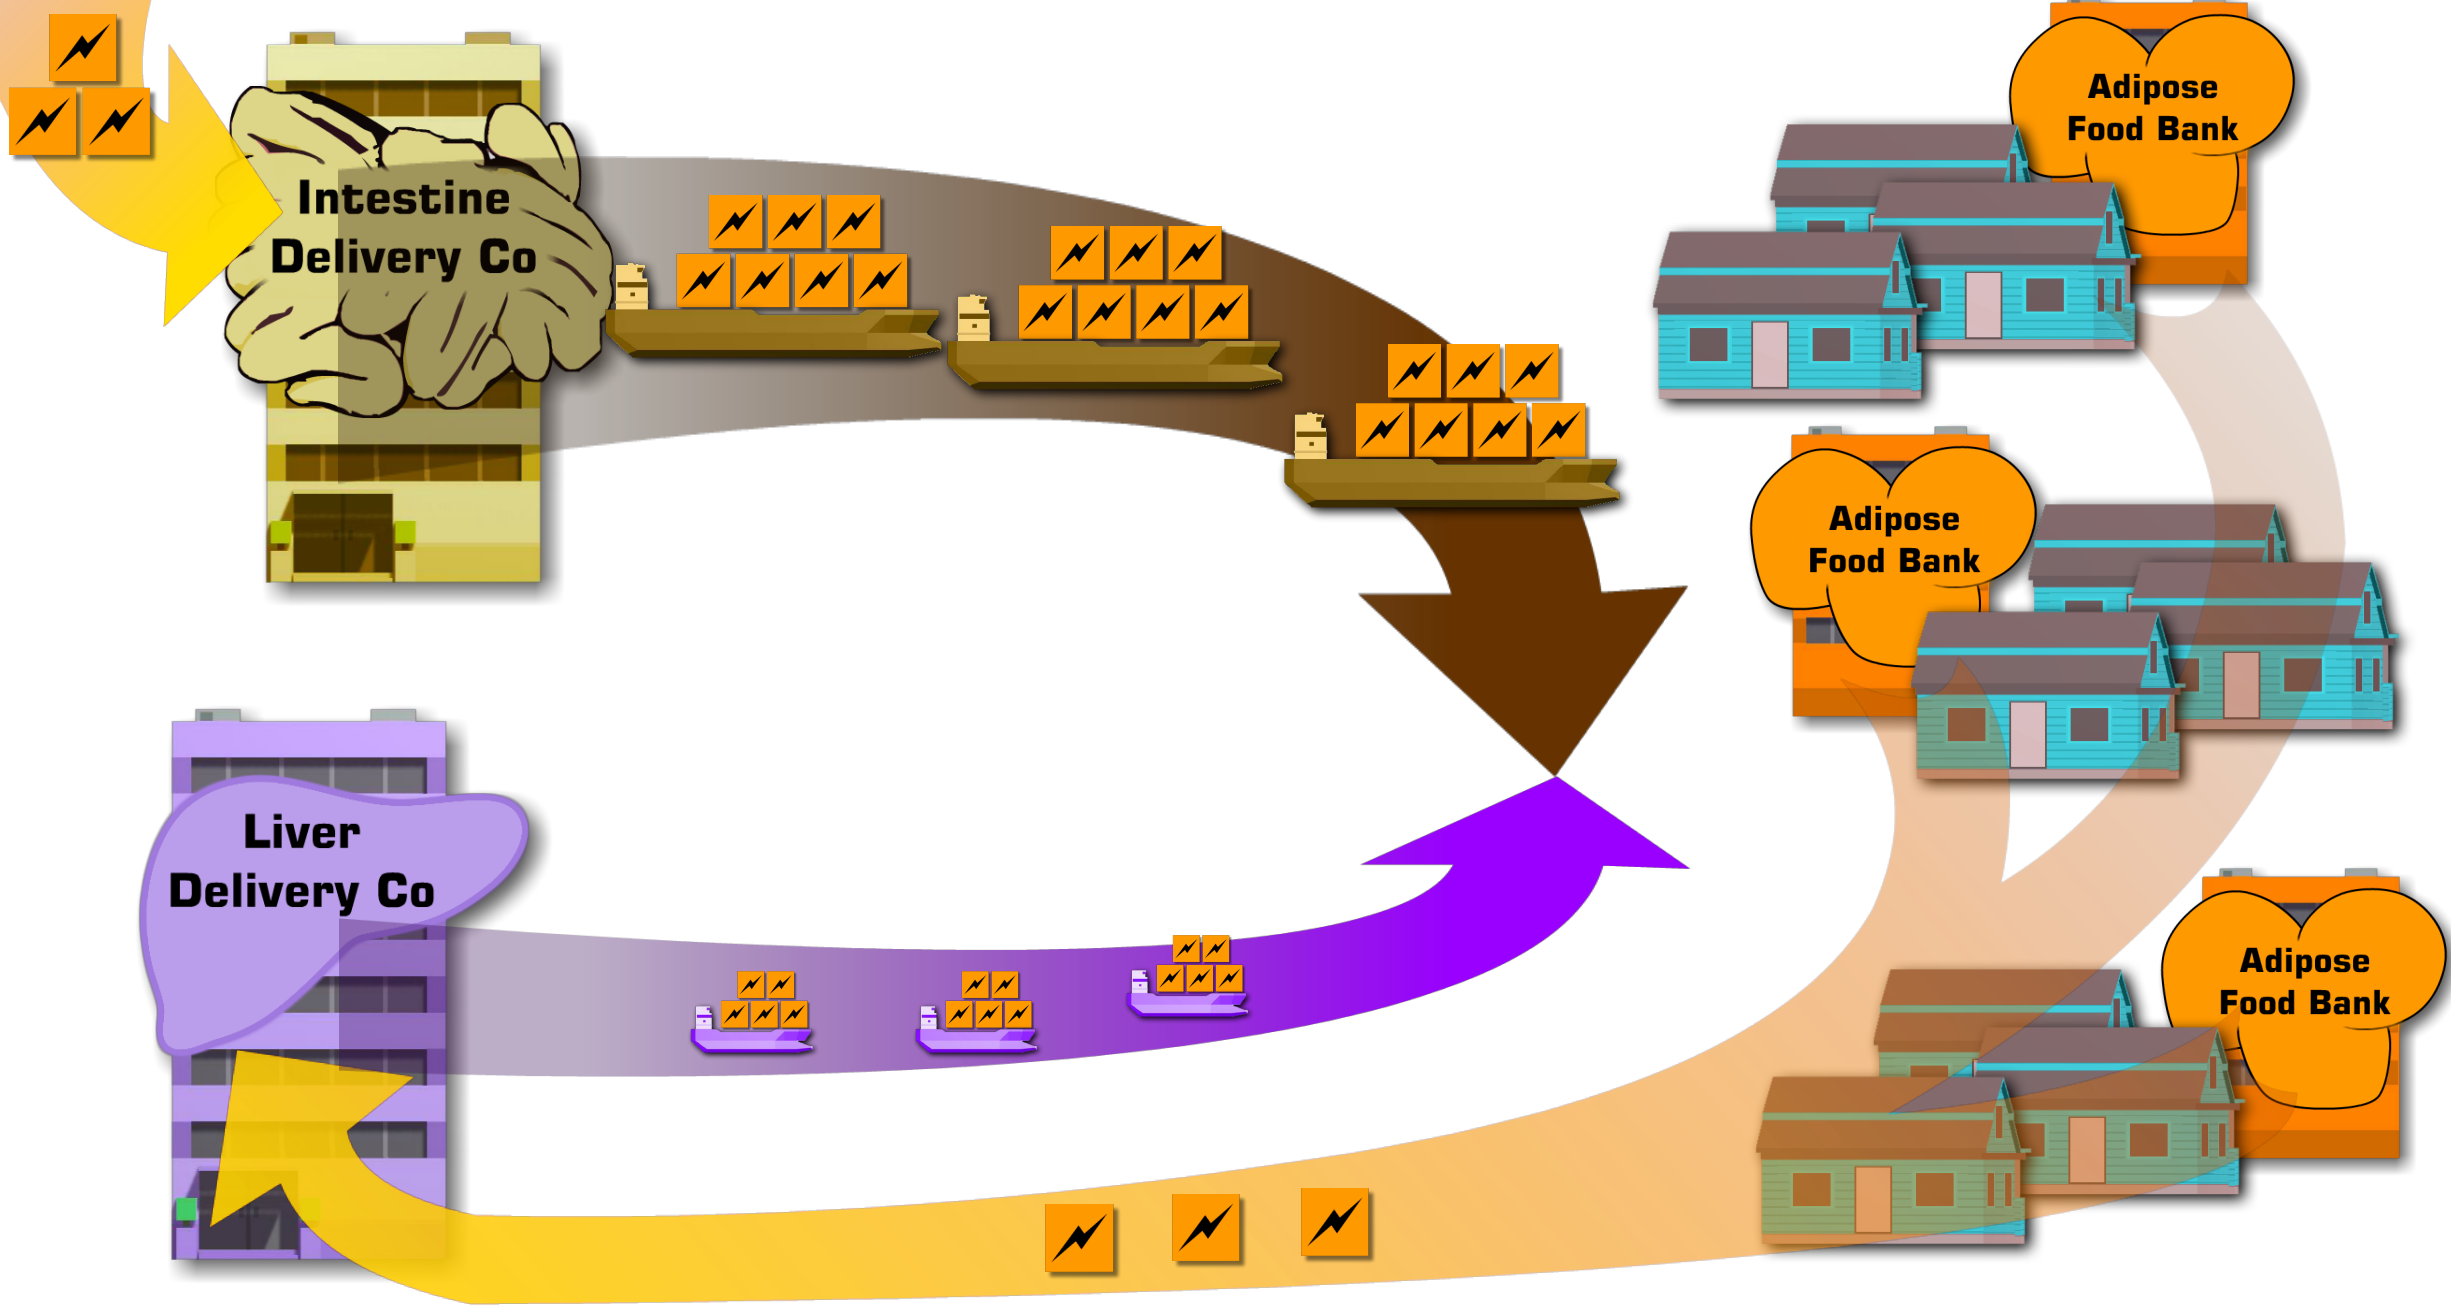 Intestine
Delivery Co
Adipose
Food Bank
Adipose
Food Bank
Liver
Delivery Co
Adipose
Food Bank